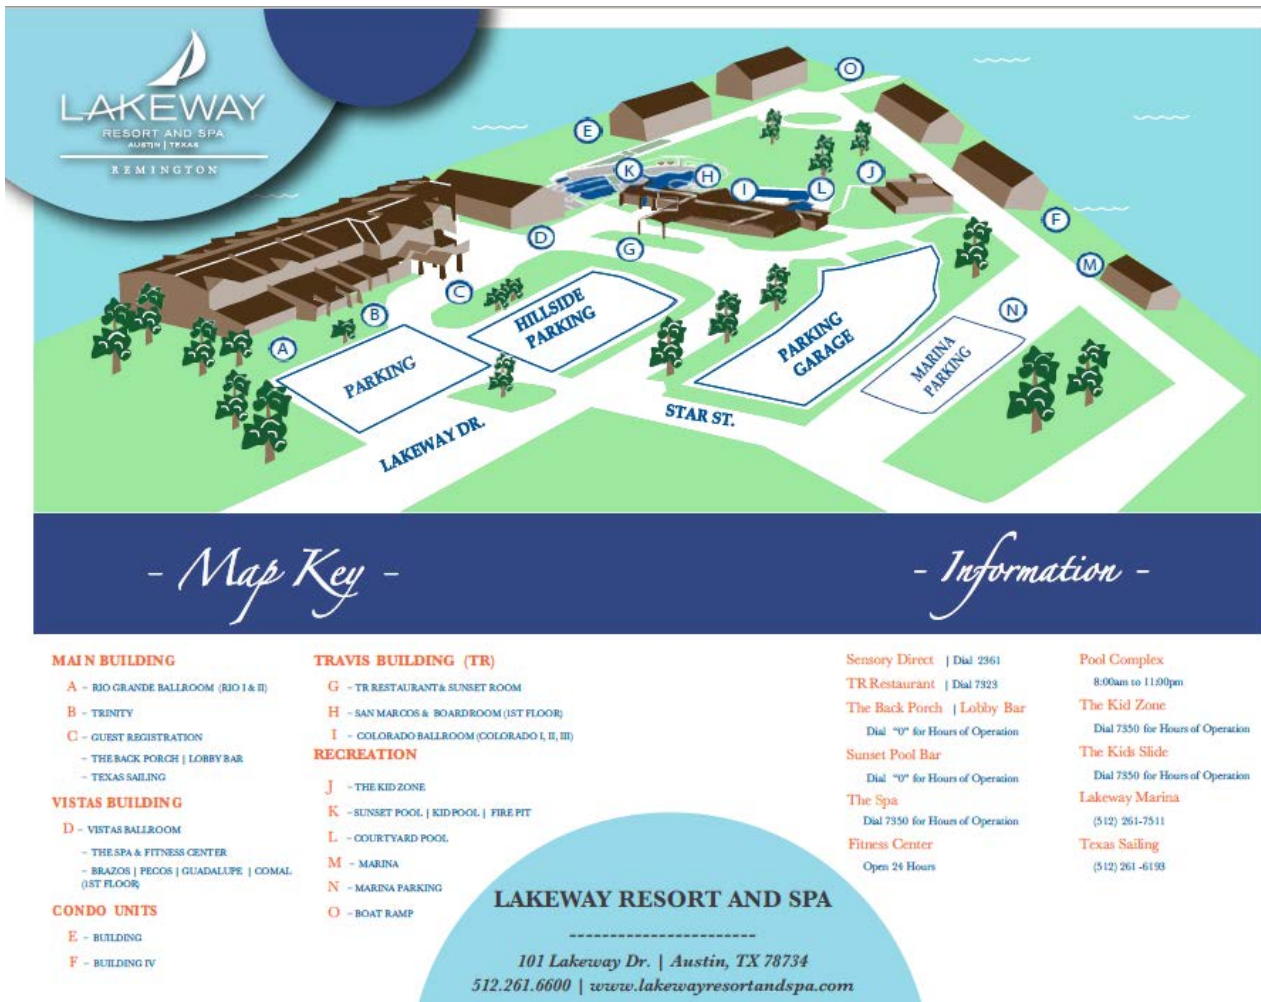 LAKEWAY
RESORT AND SPA
AUSTIN | TEXAS
REMINGTON
O
E
K
H
I
L
J
F
D
G
M
C
B
A
N
HILLSIDE
PARKING
PARKING
PARKING
GARAGE
MARINA
PARKING
LAKEWAY DR.
STAR ST.
- Map Key -
- Information -
MAIN BUILDING
A - RIO GRANDE BALLROOM (RIO I & II)
B - TRINITY
C - GUEST REGISTRATION
- THE BACK PORCH | LOBBY BAR
- TEXAS SAILING
VISTAS BUILDING
D - VISTAS BALLROOM
- THE SPA & FITNESS CENTER
- BRAZOS | PECOS | GUADALUPE | COMAL
(1ST FLOOR)
CONDO UNITS
E - BUILDING
F - BUILDING IV
TRAVIS BUILDING (TR)
G - TR RESTAURANT & SUNSET ROOM
H - SAN MARCOS & BOARDROOM (1ST FLOOR)
I - COLORADO BALLROOM (COLORADO I, II, III)
RECREATION
J - THE KID ZONE
K - SUNSET POOL | KID POOL | FIRE PIT
L - COURTYARD POOL
M - MARINA
N - MARINA PARKING
O - BOAT RAMP
LAKEWAY RESORT AND SPA
-----------------------
101 Lakeway Dr. | Austin, TX 78734
512.261.6600 | www.lakewayresortandspa.com
Sensory Direct | Dial 2361
TR Restaurant | Dial 7323
The Back Porch | Lobby Bar
Dial "0" for Hours of Operation
Sunset Pool Bar
Dial "0" for Hours of Operation
The Spa
Dial 7350 for Hours of Operation
Fitness Center
Open 24 Hours
Pool Complex
8:00am to 11:00pm
The Kid Zone
Dial 7350 for Hours of Operation
The Kids Slide
Dial 7350 for Hours of Operation
Lakeway Marina
(512) 261-7511
Texas Sailing
(512) 261 -6193